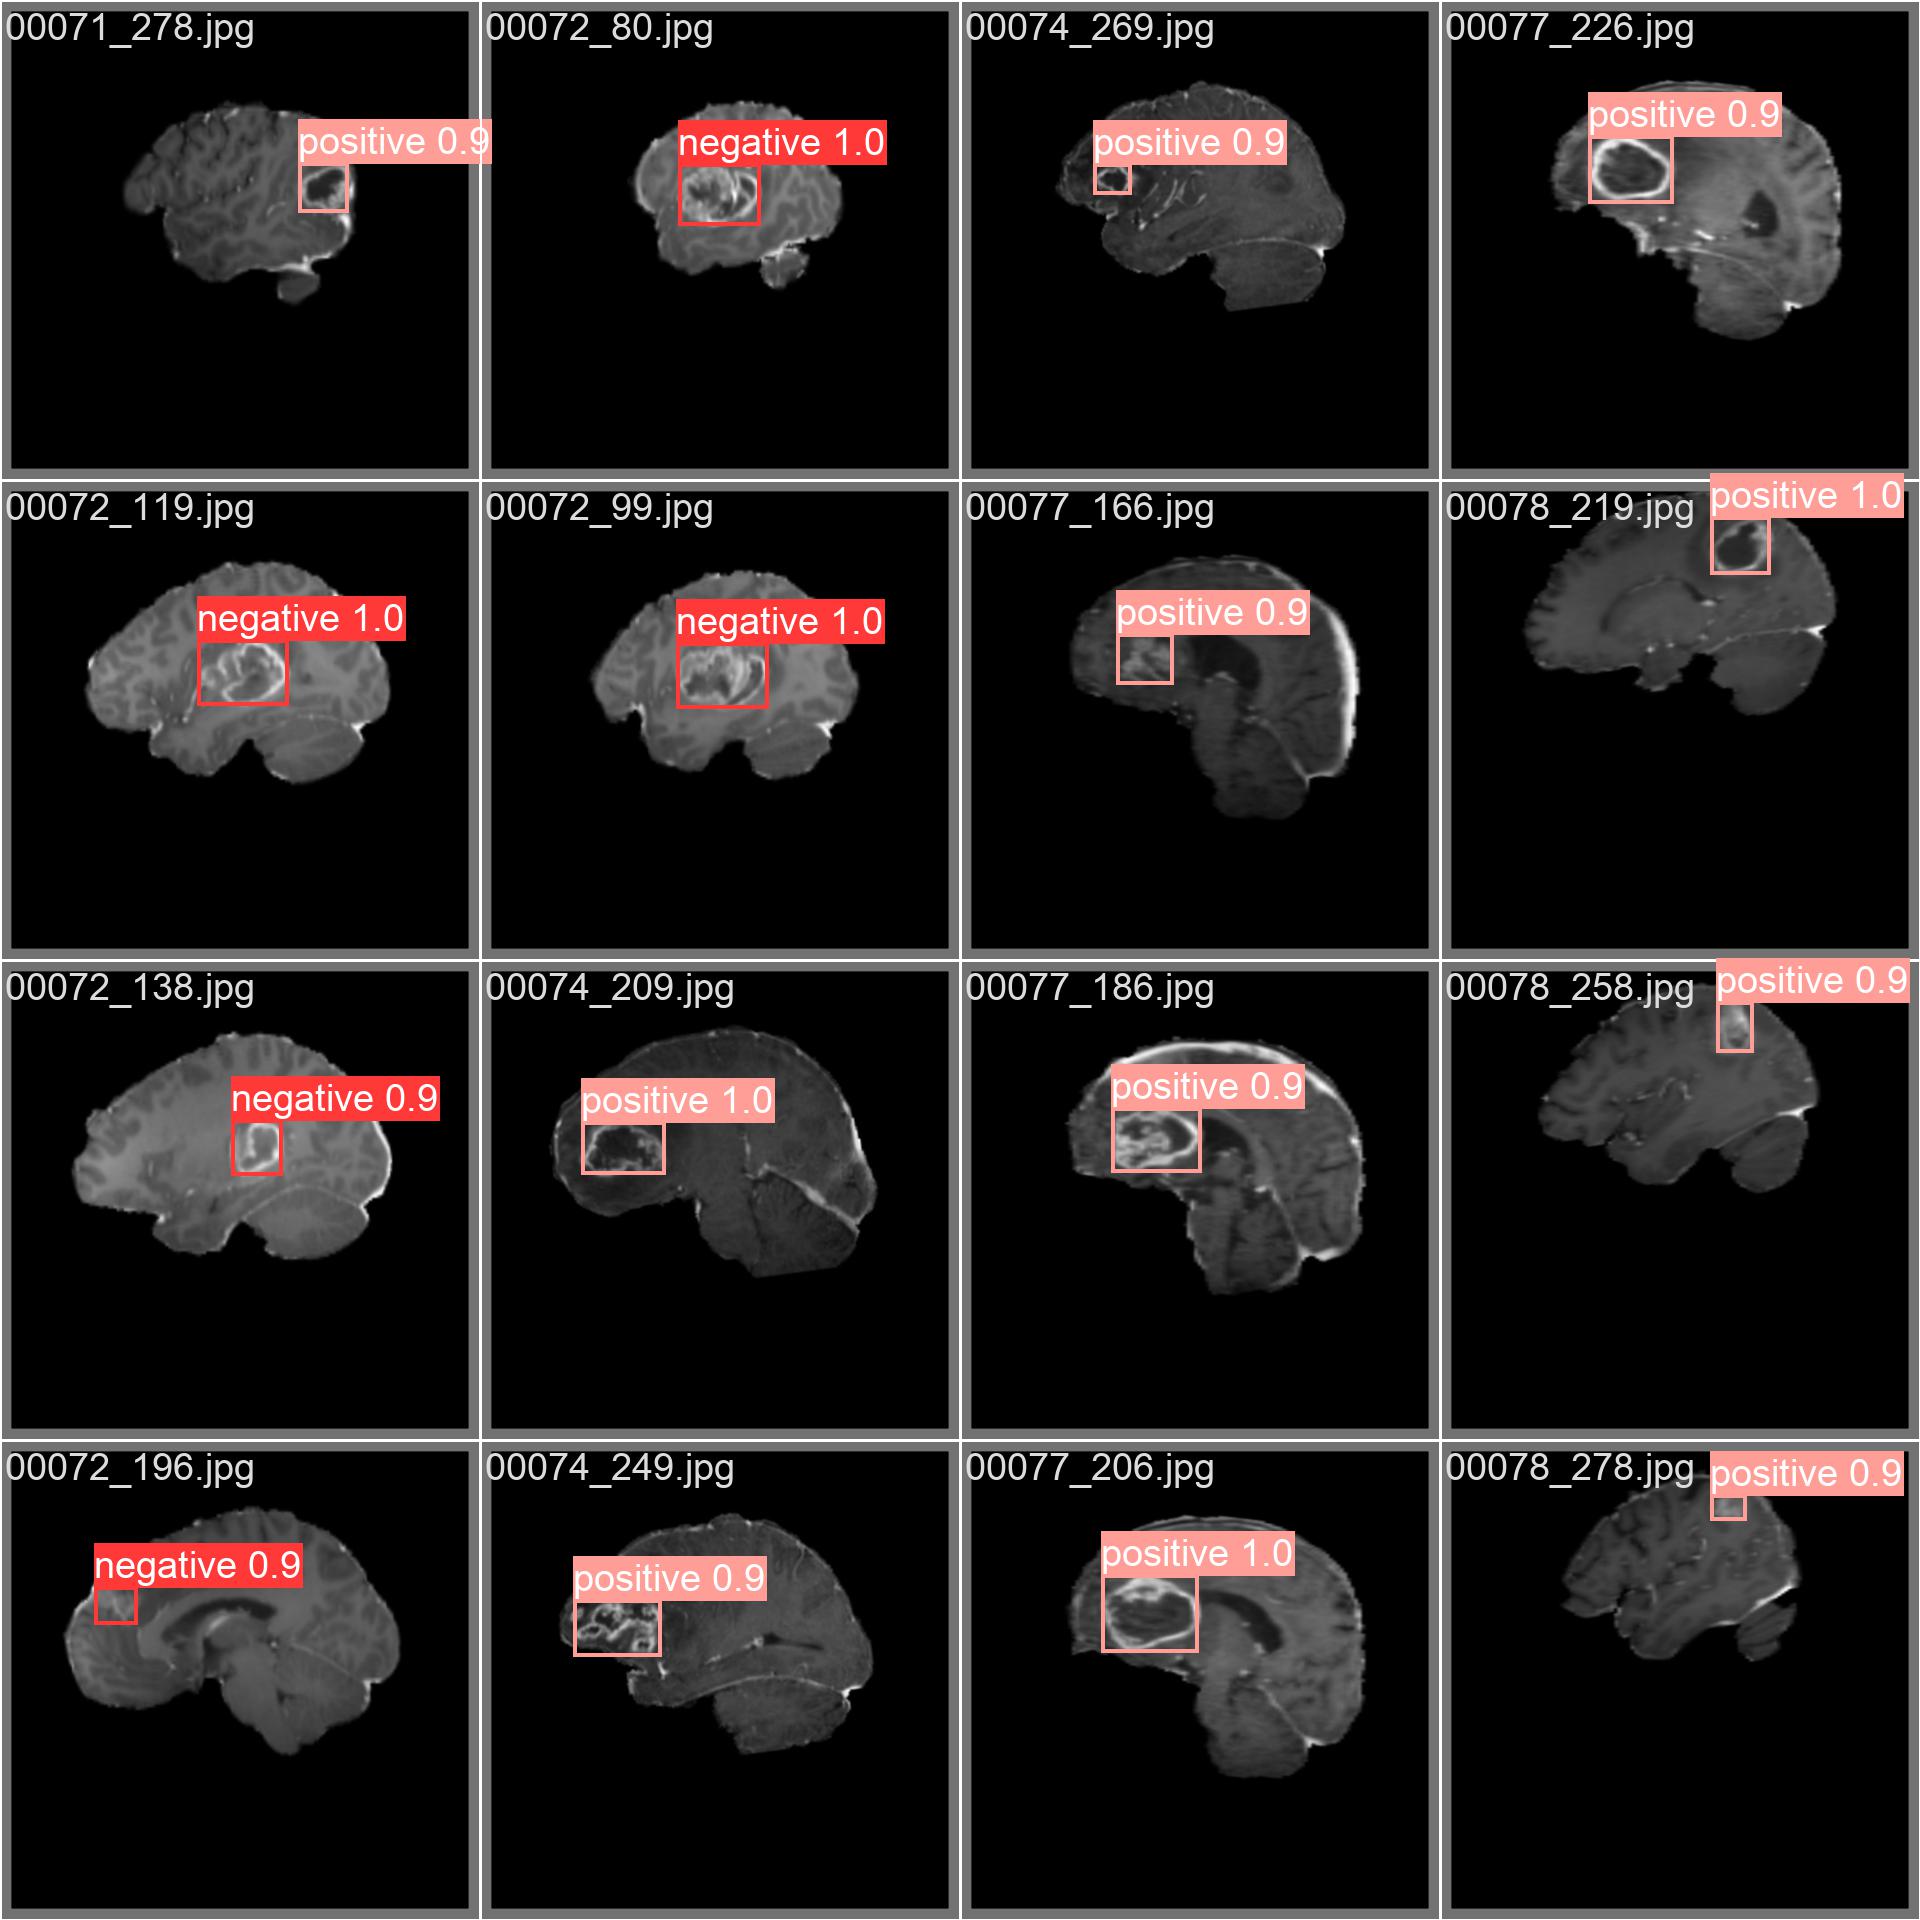 00071_278.jpg
positive 0.9
00072_80.jpg
negative 1.0
00074_269.jpg
positive 0.9
00077_226.jpg
positive 0.9
00072_119.jpg
negative 1.0
00072_99.jpg
negative 1.0
00077_166.jpg
positive 0.9
00078_219.jpg
positive 1.0
00072_138.jpg
negative 0.9
00074_209.jpg
positive 1.0
00077_186.jpg
positive 0.9
00078_258.jpg
positive 0.9
00072_196.jpg
negative 0.9
00074_249.jpg
positive 0.9
00077_206.jpg
positive 1.0
00078_278.jpg
positive 0.9